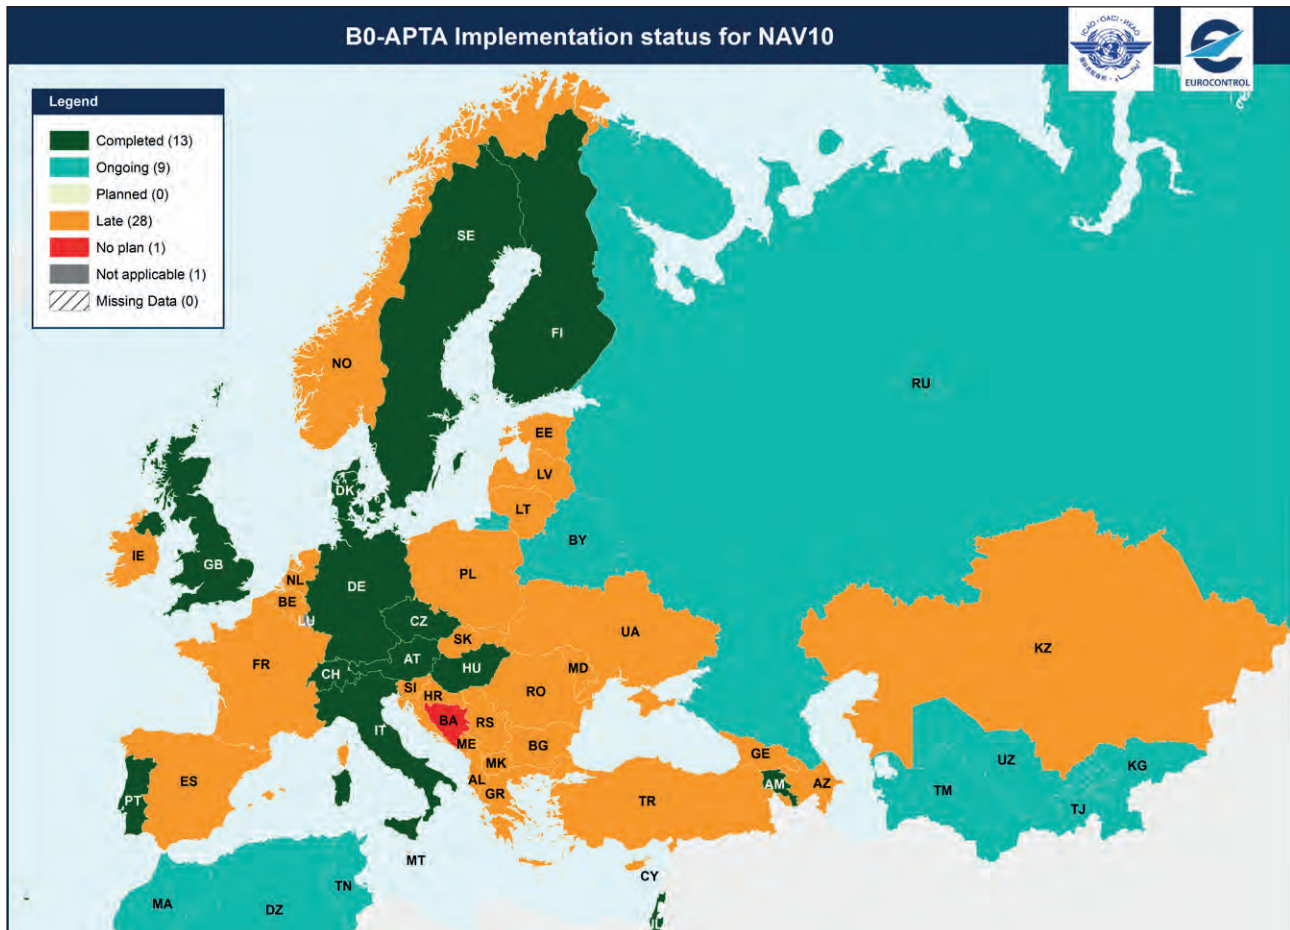 B0-APTA Implementation status for NAV10
ICAO · OACI · ИКАО
EUROCONTROL
Legend
Completed (13)
Ongoing (9)
Planned (0)
Late (28)
No plan (1)
Not applicable (1)
Missing Data (0)
SE
FI
NO
RU
EE
LV
LT
DK
BY
IE
GB
NL
DE
PL
BE
LU
CZ
UA
SK
FR
AT
HU
MD
KZ
CH
SI
HR
RO
BA
RS
IT
ME
BG
GE
UZ
MK
KG
ES
AL
AM
AZ
TM
PT
GR
TR
TJ
MT
CY
TN
MA
DZ
IL